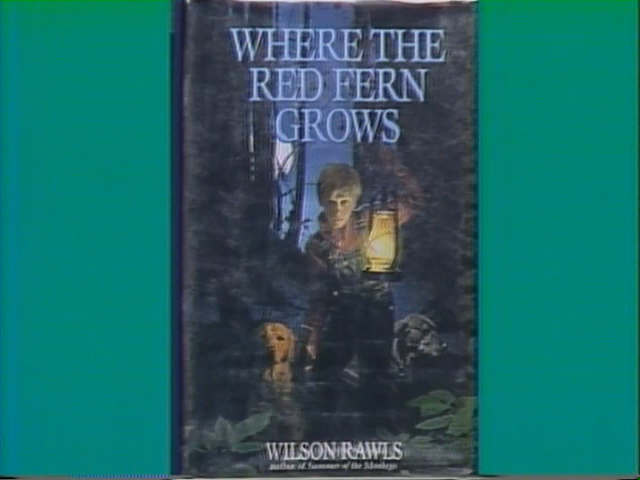 WHERE THE
RED FERN
GROWS
WILSON RAWLS
author of Summer of the Monkeys